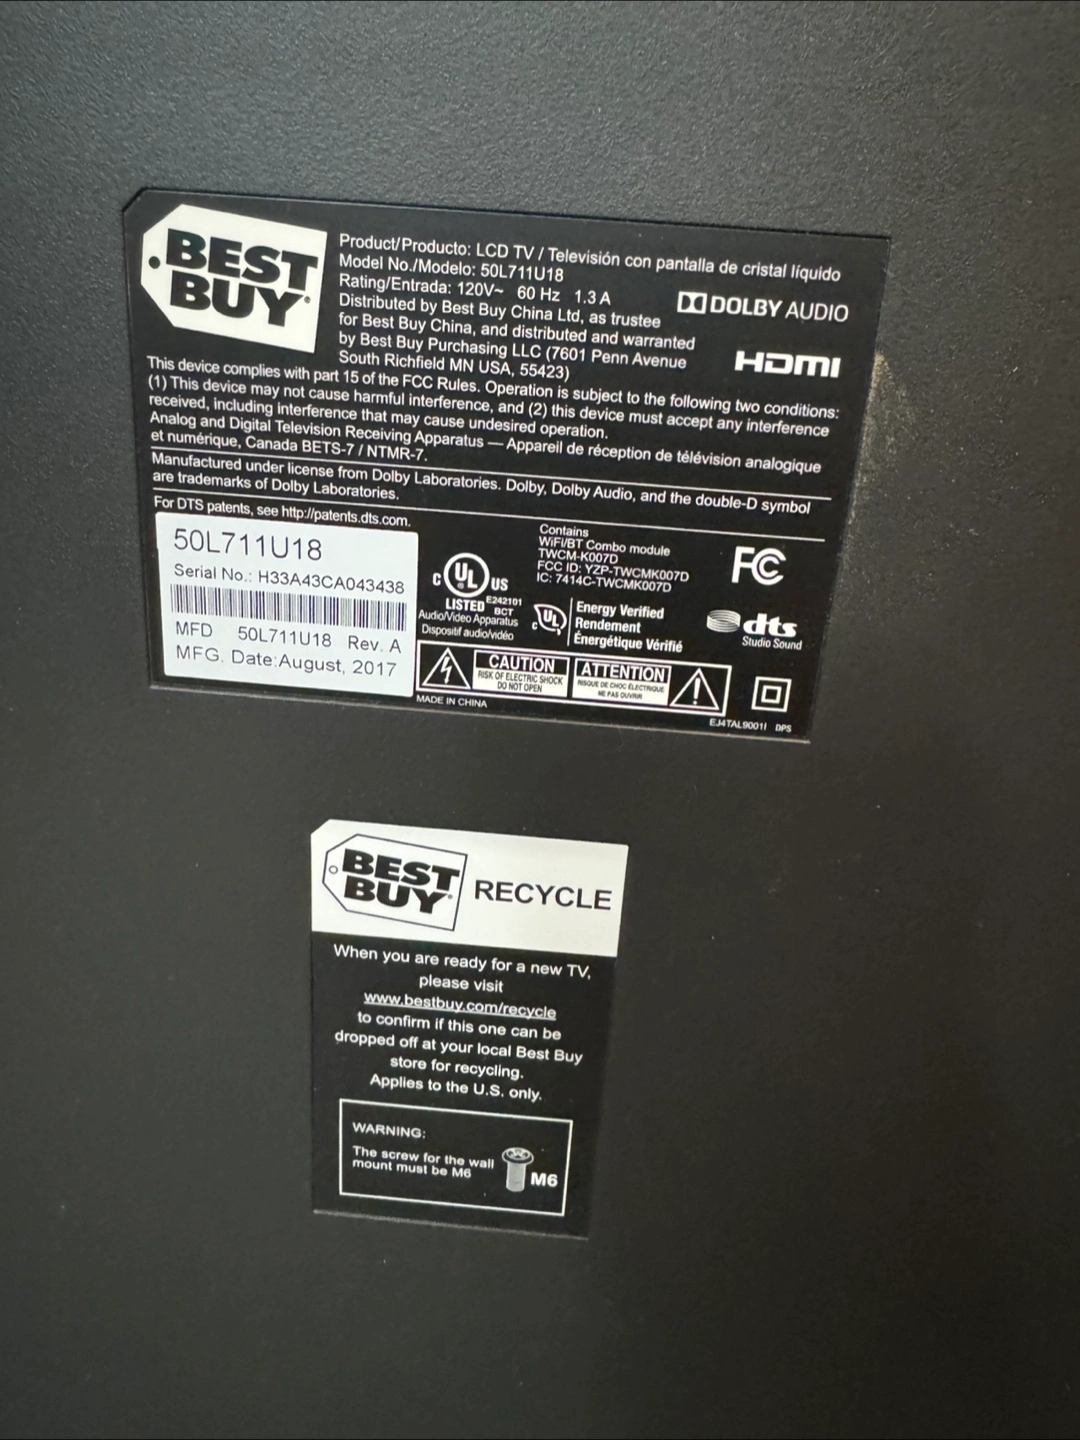 BEST
BUY
Product/Producto: LCD TV / Televisión con pantalla de cristal líquido
Model No./Modelo: 50L711U18
Rating/Entrada: 120V~ 60 Hz 1.3 A
Distributed by Best Buy China Ltd, as trustee
for Best Buy China, and distributed and warranted
by Best Buy Purchasing LLC (7601 Penn Avenue
South Richfield MN USA, 55423)
DOLBY AUDIO
HDMI
This device complies with part 15 of the FCC Rules. Operation is subject to the following two conditions:
(1) This device may not cause harmful interference, and (2) this device must accept any interference
received, including interference that may cause undesired operation.
Analog and Digital Television Receiving Apparatus — Appareil de réception de télévision analogique
et numérique, Canada BETS-7 / NTMR-7.
Manufactured under license from Dolby Laboratories. Dolby, Dolby Audio, and the double-D symbol
are trademarks of Dolby Laboratories.
For DTS patents, see http://patents.dts.com.
50L711U18
Serial No.: H33A43CA043438
MFD 50L711U18 Rev. A
MFG. Date:August, 2017
C UL US
LISTED E242101
BCT
Audio/Video Apparatus
Dispositif audio/vidéo
Contains
WiFi/BT Combo module
TWCM-K007D
FCC ID: YZP-TWCMK007D
IC: 7414C-TWCMK007D
c UL
Energy Verified
Rendement
Énergétique Vérifié
FC
dts
Studio Sound
CAUTION
RISK OF ELECTRIC SHOCK
DO NOT OPEN
ATTENTION
RISQUE DE CHOC ÉLECTRIQUE
NE PAS OUVRIR
MADE IN CHINA
EJ4TAL9001I DPS
BEST
BUY
RECYCLE
When you are ready for a new TV,
please visit
www.bestbuy.com/recycle
to confirm if this one can be
dropped off at your local Best Buy
store for recycling.
Applies to the U.S. only.
WARNING:
The screw for the wall
mount must be M6
M6